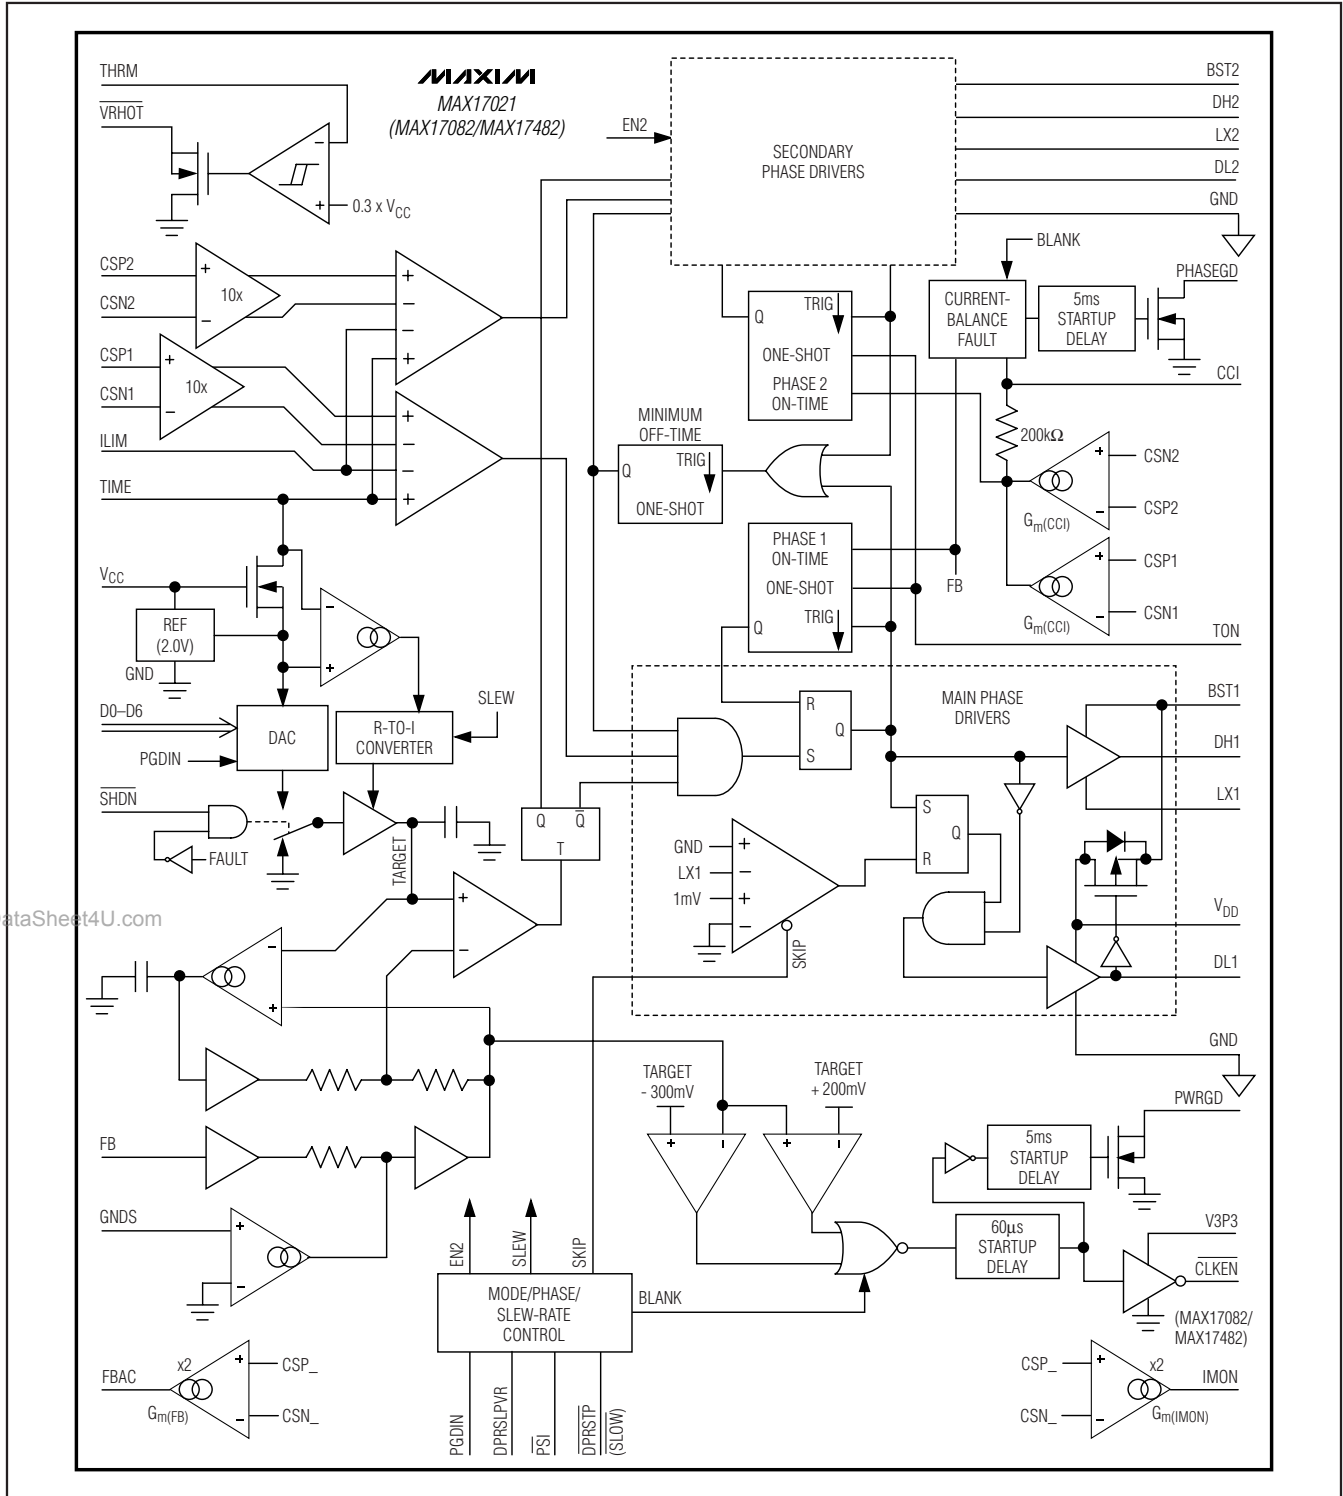 THRM
VRHOT
MAXIM
MAX17021
(MAX17082/MAX17482)
0.3 x VCC
EN2
SECONDARY
PHASE DRIVERS
BST2
DH2
LX2
DL2
GND
BLANK
PHASEGD
CURRENT-
BALANCE
FAULT
5ms
STARTUP
DELAY
CCI
CSP2
CSN2
+
−
10x
CSP1
CSN1
+
−
10x
ILIM
TIME
+
−
−
+
+
−
−
+
Q
TRIG
ONE-SHOT
PHASE 2
ON-TIME
MINIMUM
OFF-TIME
Q
TRIG
ONE-SHOT
200kΩ
CSN2
CSP2
Gm(CCI)
CSP1
CSN1
Gm(CCI)
PHASE 1
ON-TIME
ONE-SHOT
TRIG
Q
FB
TON
VCC
REF
(2.0V)
GND
D0–D6
DAC
PGDIN
R-TO-I
CONVERTER
SLEW
SHDN
FAULT
TARGET
Q
Q
T
MAIN PHASE
DRIVERS
R
Q
S
S
Q
R
GND
LX1
1mV
SKIP
BST1
DH1
LX1
VDD
DL1
GND
ataSheet4U.com
FB
GNDS
TARGET
- 300mV
TARGET
+ 200mV
PWRGD
5ms
STARTUP
DELAY
60µs
STARTUP
DELAY
V3P3
CLKEN
(MAX17082/
MAX17482)
EN2
SLEW
SKIP
MODE/PHASE/
SLEW-RATE
CONTROL
BLANK
PGDIN
DPRSLPVR
PSI
DPRSTP
(SLOW)
FBAC
x2
Gm(FB)
CSP_
CSN_
CSP_
CSN_
x2
Gm(IMON)
IMON